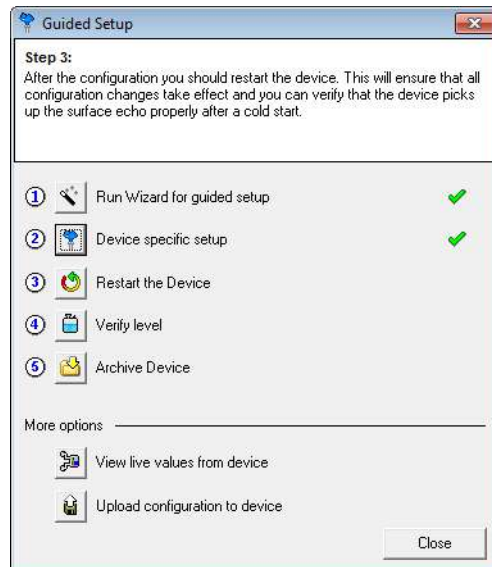 Guided Setup
Step 3:
After the configuration you should restart the device. This will ensure that all
configuration changes take effect and you can verify that the device picks
up the surface echo properly after a cold start.
1 Run Wizard for guided setup
2 Device specific setup
3 Restart the Device
4 Verify level
5 Archive Device
More options
View live values from device
Upload configuration to device
Close